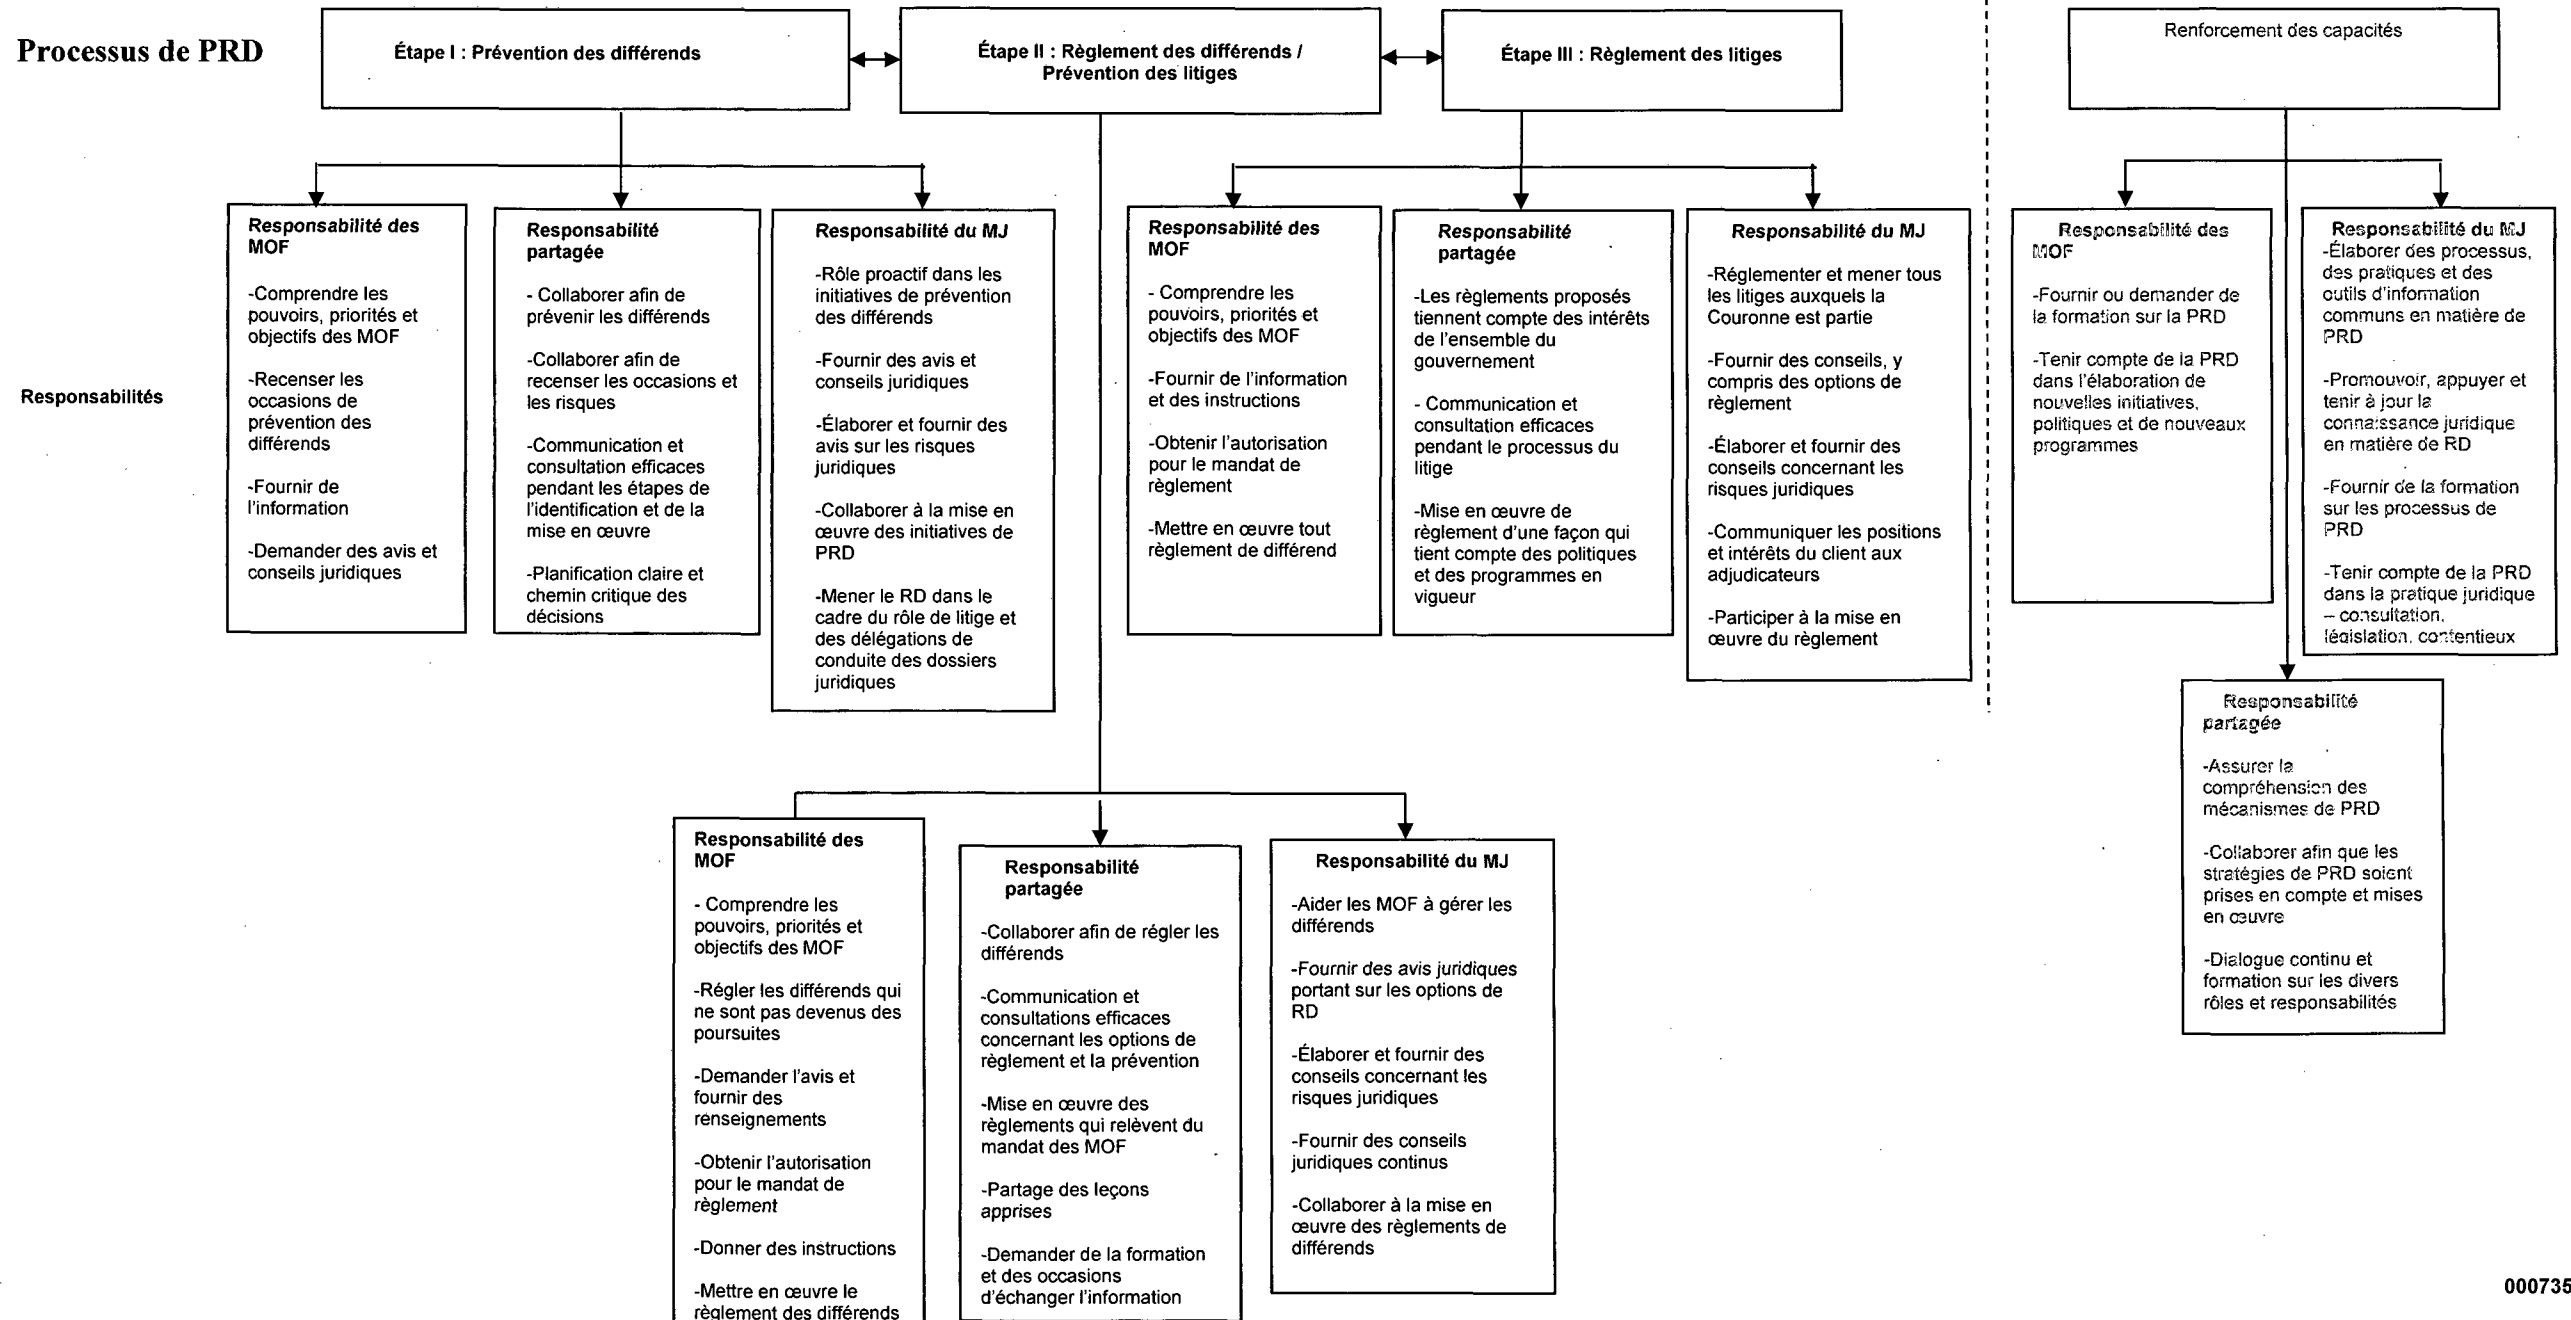 Processus de PRD
Étape I : Prévention des différends
Étape II : Règlement des différends /
Prévention des litiges
Étape III : Règlement des litiges
Renforcement des capacités
Responsabilités
Responsabilité des
MOF
-Comprendre les
pouvoirs, priorités et
objectifs des MOF
-Recenser les
occasions de
prévention des
différends
-Fournir de
l'information
-Demander des avis et
conseils juridiques
Responsabilité
partagée
- Collaborer afin de
prévenir les différends
-Collaborer afin de
recenser les occasions et
les risques
-Communication et
consultation efficaces
pendant les étapes de
l'identification et de la
mise en œuvre
-Planification claire et
chemin critique des
décisions
Responsabilité du MJ
-Rôle proactif dans les
initiatives de prévention
des différends
-Fournir des avis et
conseils juridiques
-Élaborer et fournir des
avis sur les risques
juridiques
-Collaborer à la mise en
œuvre des initiatives de
PRD
-Mener le RD dans le
cadre du rôle de litige et
des délégations de
conduite des dossiers
juridiques
Responsabilité des
MOF
- Comprendre les
pouvoirs, priorités et
objectifs des MOF
-Fournir de l'information
et des instructions
-Obtenir l'autorisation
pour le mandat de
règlement
-Mettre en œuvre tout
règlement de différend
Responsabilité
partagée
-Les règlements proposés
tiennent compte des intérêts
de l'ensemble du
gouvernement
- Communication et
consultation efficaces
pendant le processus du
litige
-Mise en œuvre de
règlement d'une façon qui
tient compte des politiques
et des programmes en
vigueur
Responsabilité du MJ
-Réglementer et mener tous
les litiges auxquels la
Couronne est partie
-Fournir des conseils, y
compris des options de
règlement
-Élaborer et fournir des
conseils concernant les
risques juridiques
-Communiquer les positions
et intérêts du client aux
adjudicateurs
-Participer à la mise en
œuvre du règlement
Responsabilité des
MOF
-Fournir ou demander de
la formation sur la PRD
-Tenir compte de la PRD
dans l'élaboration de
nouvelles initiatives,
politiques et de nouveaux
programmes
Responsabilité du MJ
-Élaborer des processus,
des pratiques et des
outils d'information
communs en matière de
PRD
-Promouvoir, appuyer et
tenir à jour la
connaissance juridique
en matière de RD
-Fournir de la formation
sur les processus de
PRD
-Tenir compte de la PRD
dans la pratique juridique
– consultation,
législation, contentieux
Responsabilité
partagée
-Assurer la
compréhension des
mécanismes de PRD
-Collaborer afin que les
stratégies de PRD soient
prises en compte et mises
en œuvre
-Dialogue continu et
formation sur les divers
rôles et responsabilités
Responsabilité des
MOF
- Comprendre les
pouvoirs, priorités et
objectifs des MOF
-Régler les différends qui
ne sont pas devenus des
poursuites
-Demander l'avis et
fournir des
renseignements
-Obtenir l'autorisation
pour le mandat de
règlement
-Donner des instructions
-Mettre en œuvre le
règlement des différends
Responsabilité
partagée
-Collaborer afin de régler les
différends
-Communication et
consultations efficaces
concernant les options de
règlement et la prévention
-Mise en œuvre des
règlements qui relèvent du
mandat des MOF
-Partage des leçons
apprises
-Demander de la formation
et des occasions
d'échanger l'information
Responsabilité du MJ
-Aider les MOF à gérer les
différends
-Fournir des avis juridiques
portant sur les options de
RD
-Élaborer et fournir des
conseils concernant les
risques juridiques
-Fournir des conseils
juridiques continus
-Collaborer à la mise en
œuvre des règlements de
différends
000735